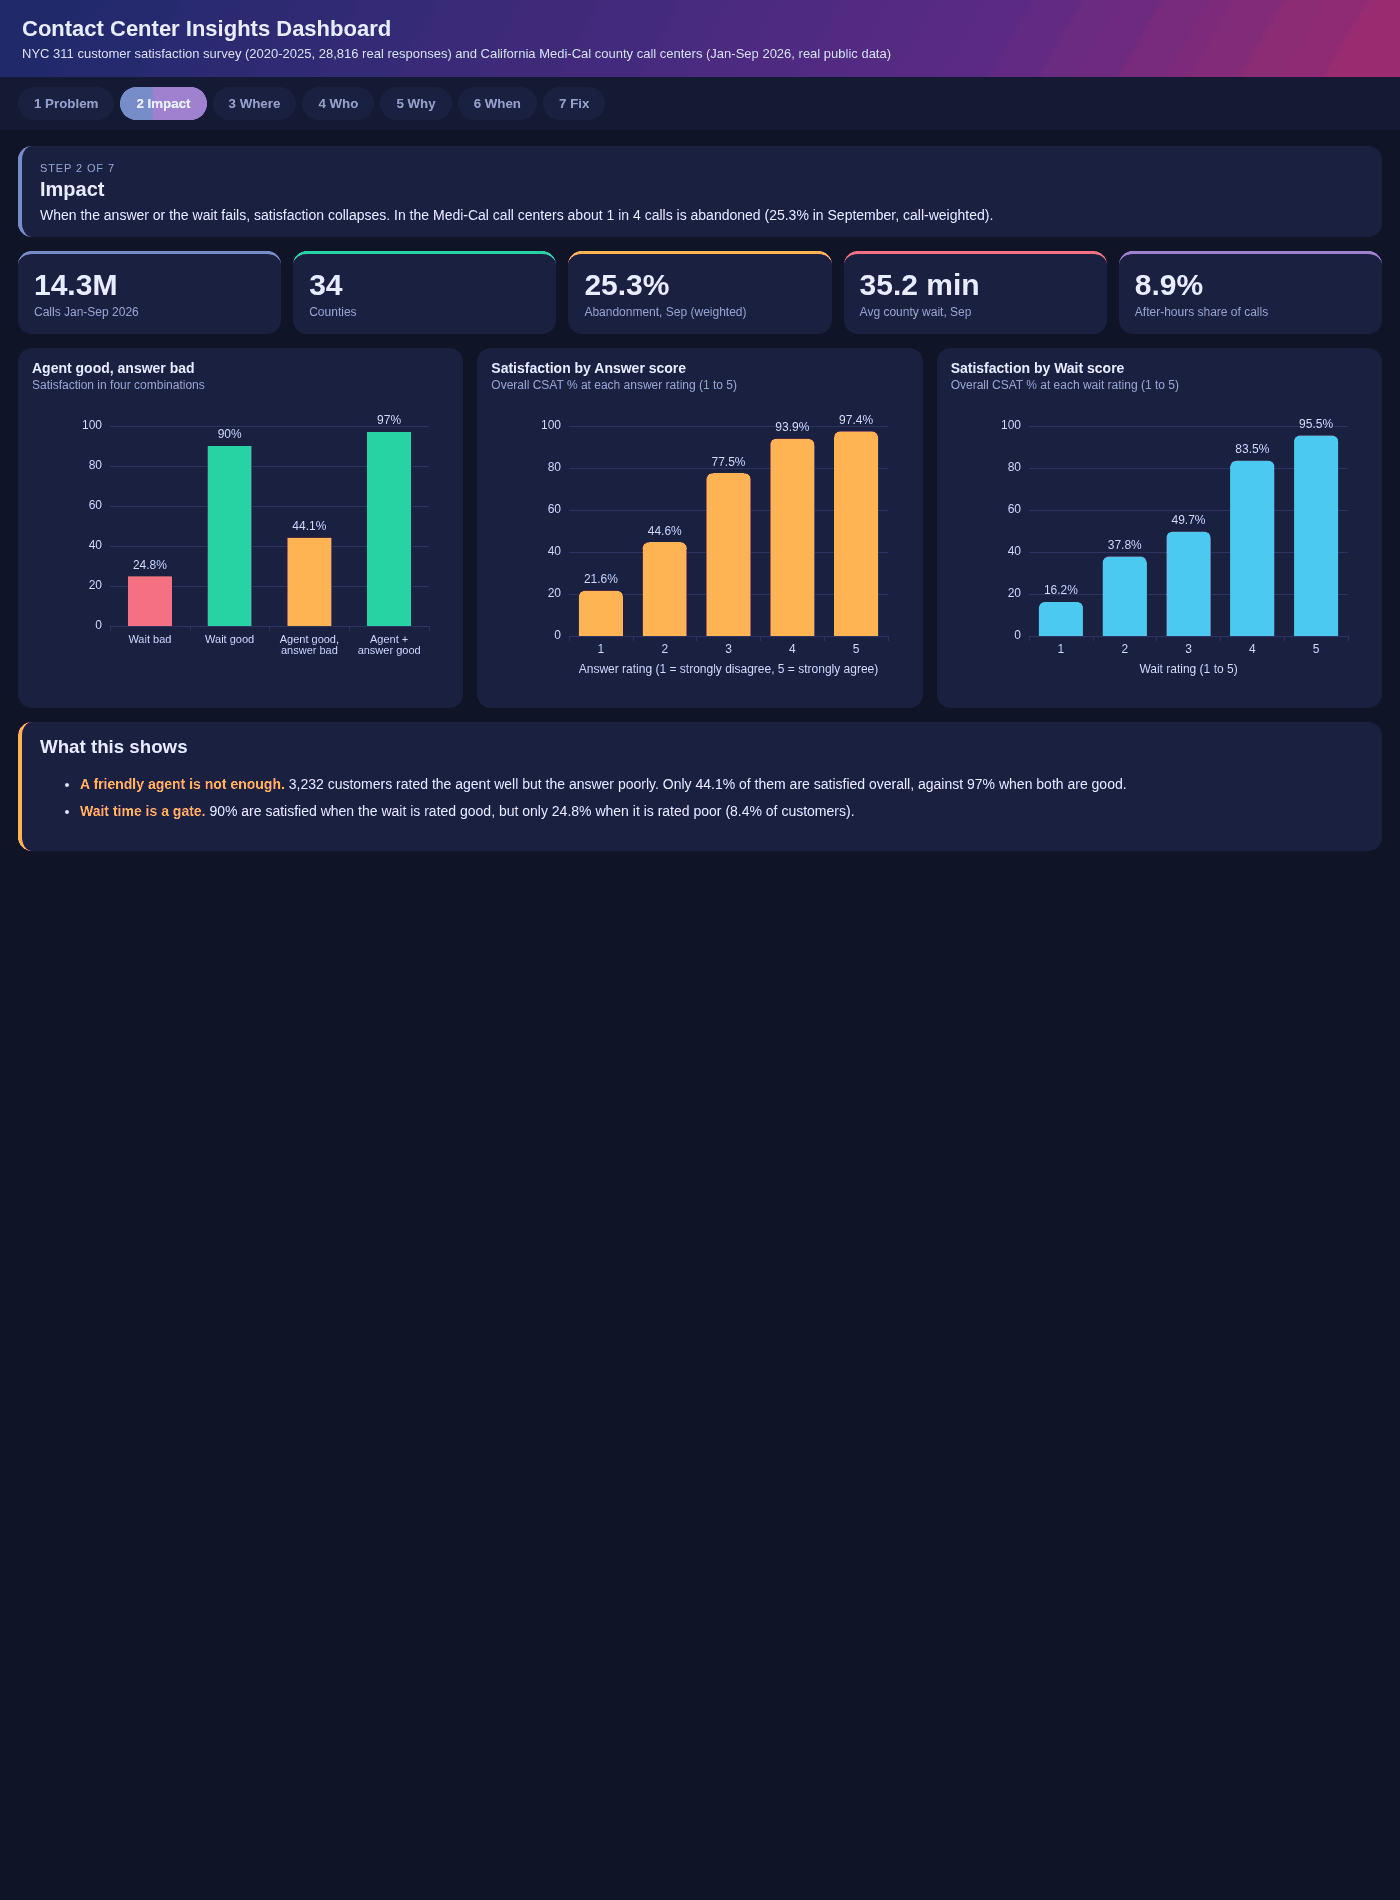 Contact Center Insights Dashboard
NYC 311 customer satisfaction survey (2020-2025, 28,816 real responses) and California Medi-Cal county call centers (Jan-Sep 2026, real public data)
1 Problem
2 Impact
3 Where
4 Who
5 Why
6 When
7 Fix
STEP 2 OF 7
Impact
When the answer or the wait fails, satisfaction collapses. In the Medi-Cal call centers about 1 in 4 calls is abandoned (25.3% in September, call-weighted).
14.3M
Calls Jan-Sep 2026
34
Counties
25.3%
Abandonment, Sep (weighted)
35.2 min
Avg county wait, Sep
8.9%
After-hours share of calls
Agent good, answer bad
Satisfaction in four combinations
100
80
60
40
20
0
24.8%
90%
44.1%
97%
Wait bad
Wait good
Agent good,
answer bad
Agent +
answer good
Satisfaction by Answer score
Overall CSAT % at each answer rating (1 to 5)
100
80
60
40
20
0
21.6%
44.6%
77.5%
93.9%
97.4%
1
2
3
4
5
Answer rating (1 = strongly disagree, 5 = strongly agree)
Satisfaction by Wait score
Overall CSAT % at each wait rating (1 to 5)
100
80
60
40
20
0
16.2%
37.8%
49.7%
83.5%
95.5%
1
2
3
4
5
Wait rating (1 to 5)
What this shows
• A friendly agent is not enough. 3,232 customers rated the agent well but the answer poorly. Only 44.1% of them are satisfied overall, against 97% when both are good.
• Wait time is a gate. 90% are satisfied when the wait is rated good, but only 24.8% when it is rated poor (8.4% of customers).